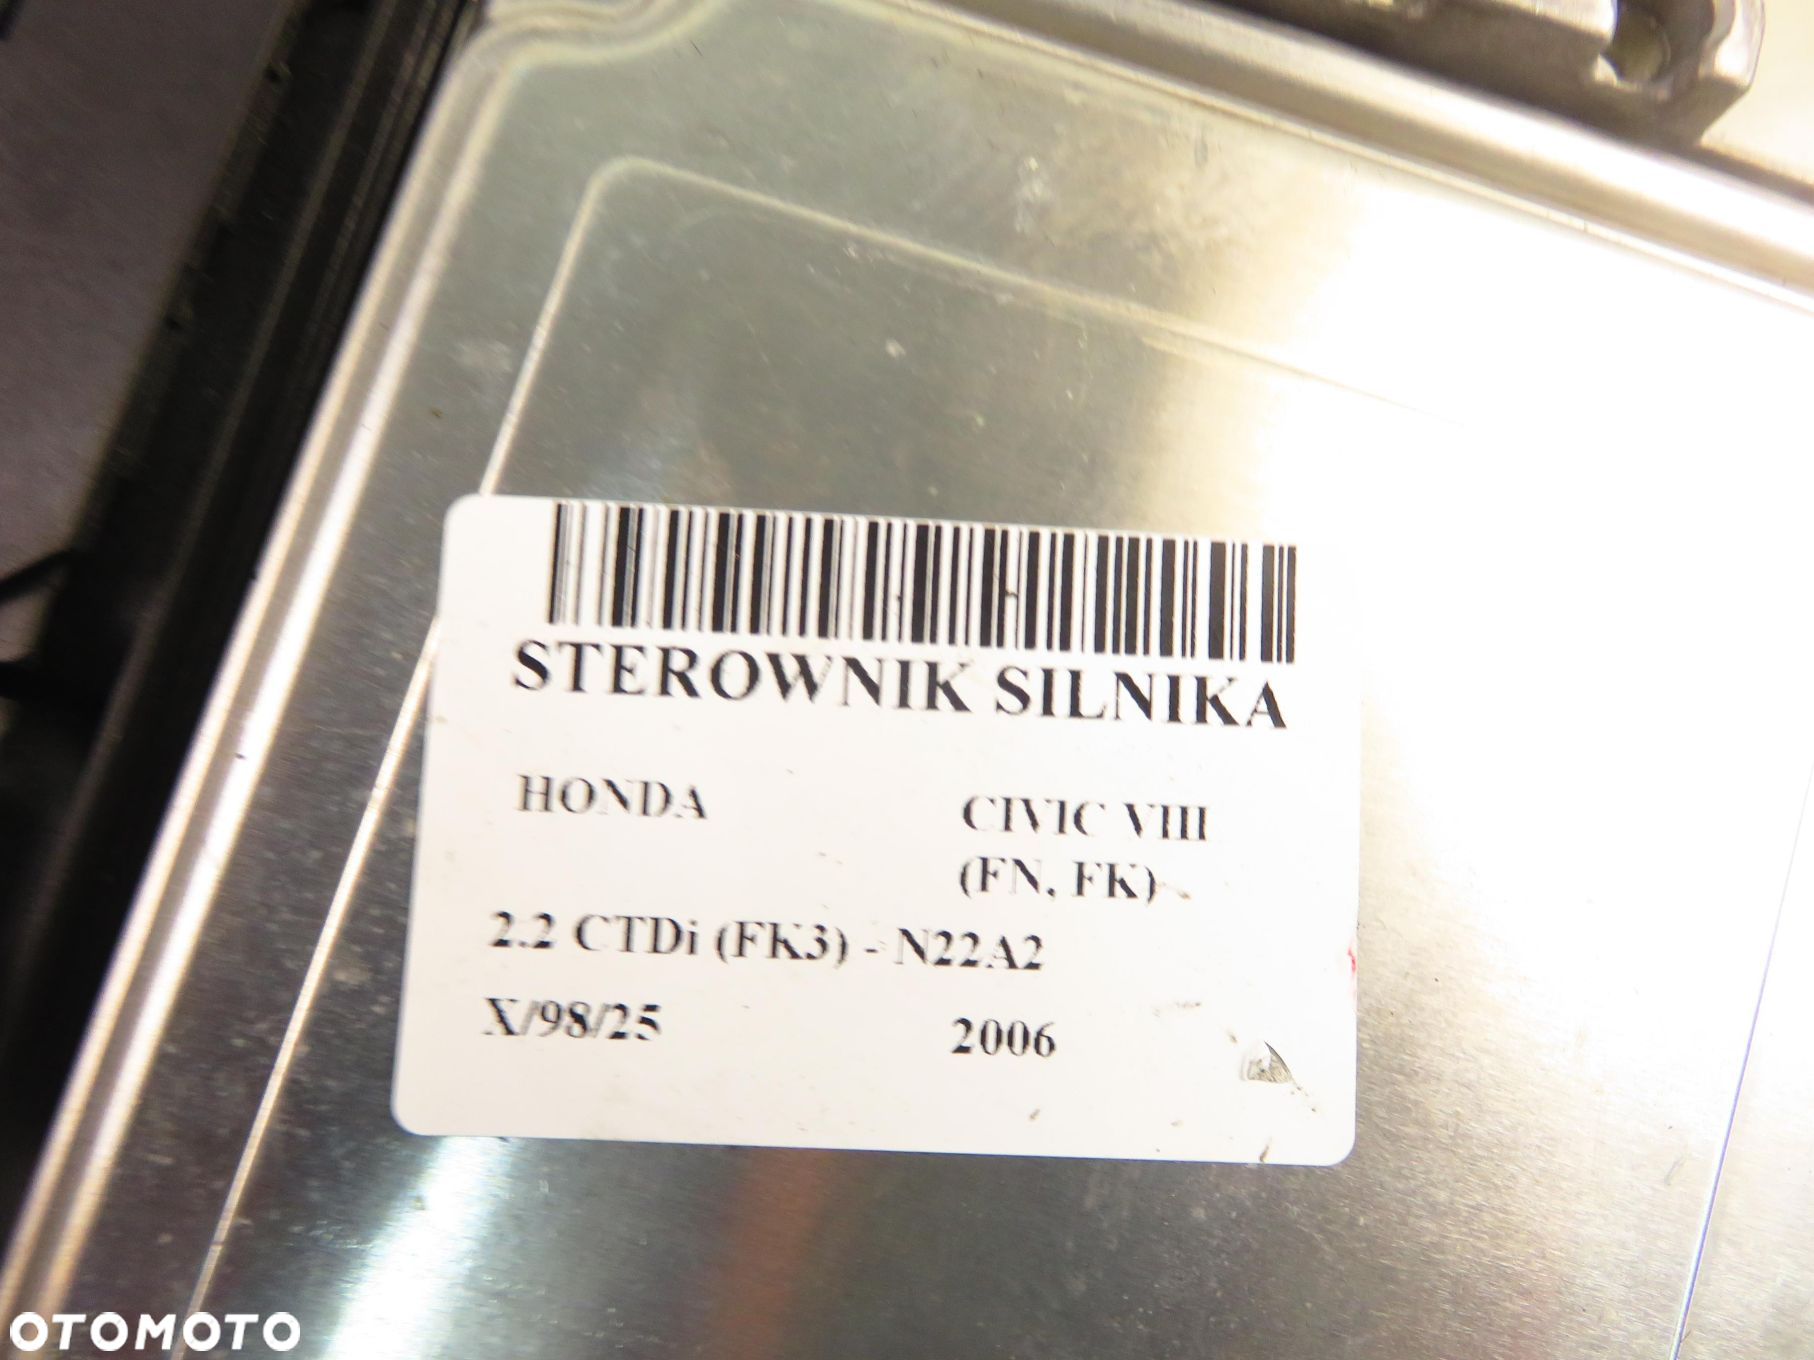 STEROWNIK SILNIKA
HONDA CIVIC VIII
(FN, FK)
2.2 CTDi (FK3) - N22A2
X/98/25 2006
OTOMOTO